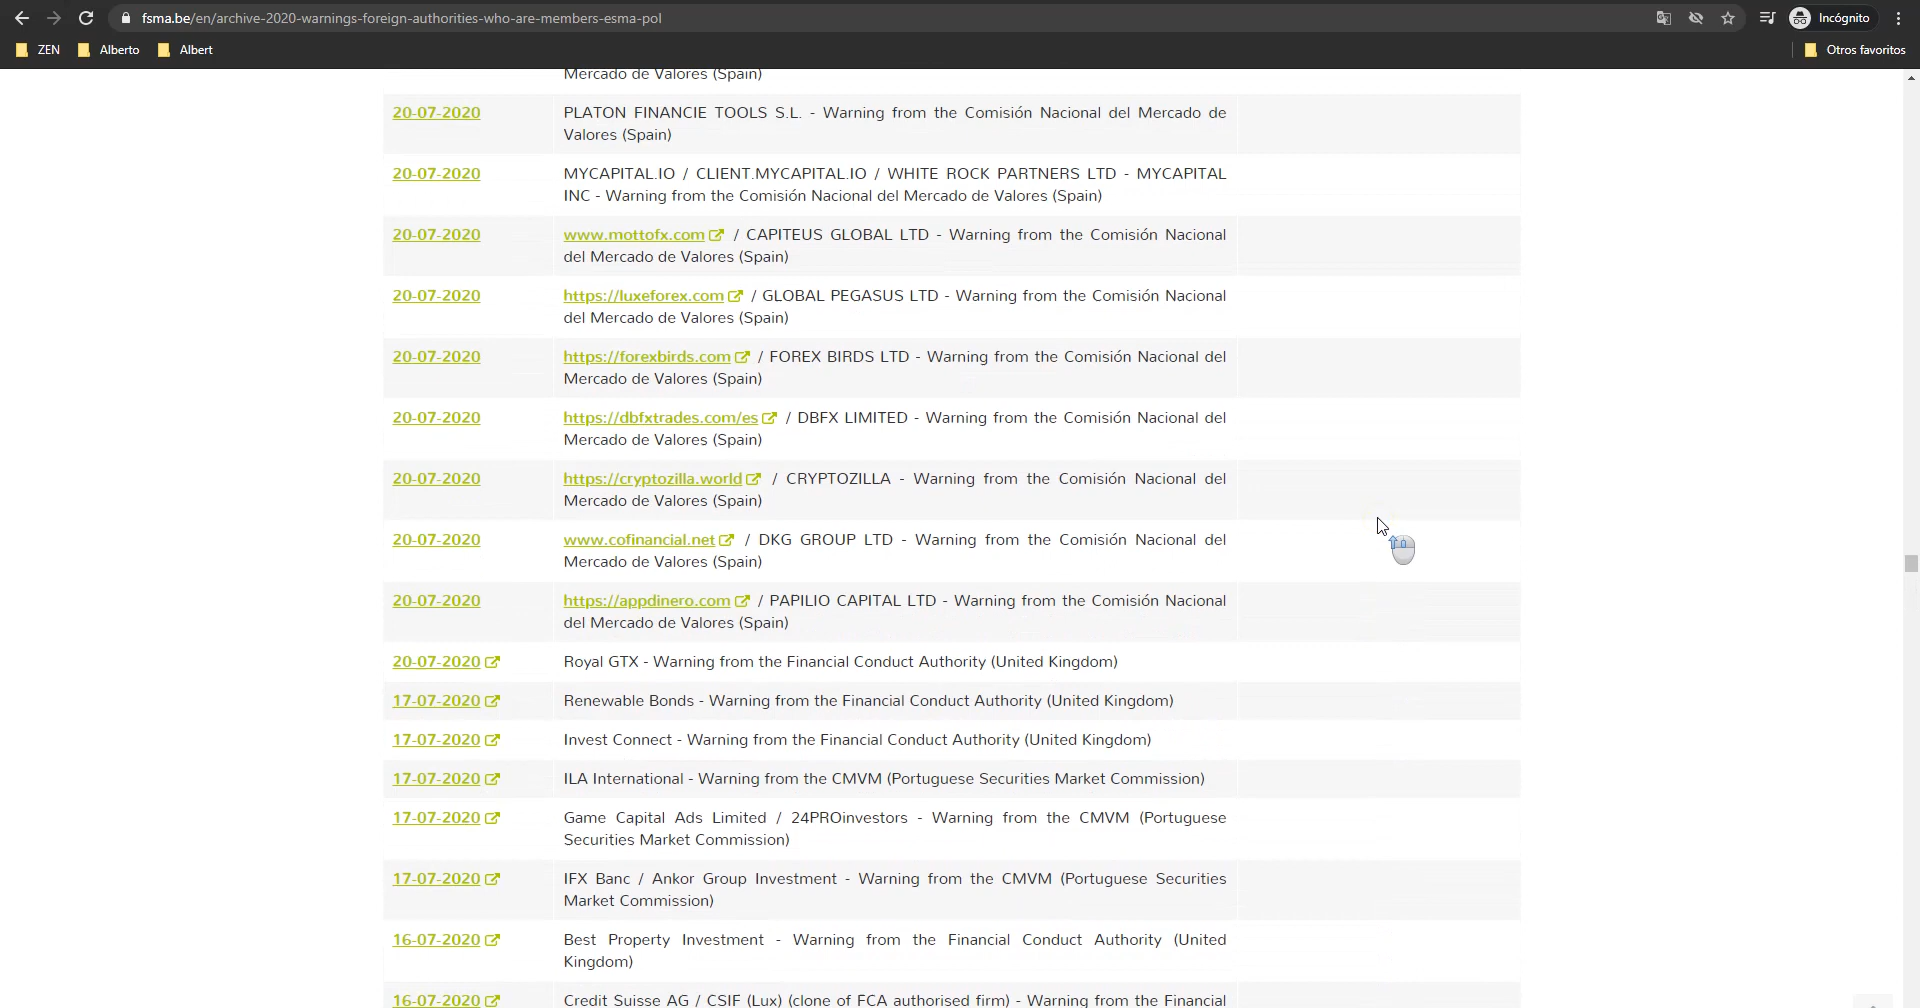 fsma.be/en/archive-2020-warnings-foreign-authorities-who-are-members-esma-pol
Incógnito
ZEN
Alberto
Albert
Otros favoritos
Mercado de Valores (Spain)
20-07-2020 PLATON FINANCIE TOOLS S.L. - Warning from the Comisión Nacional del Mercado de
Valores (Spain)
20-07-2020 MYCAPITAL.IO / CLIENT.MYCAPITAL.IO / WHITE ROCK PARTNERS LTD - MYCAPITAL
INC - Warning from the Comisión Nacional del Mercado de Valores (Spain)
20-07-2020 www.mottofx.com / CAPITEUS GLOBAL LTD - Warning from the Comisión Nacional
del Mercado de Valores (Spain)
20-07-2020 https://luxeforex.com / GLOBAL PEGASUS LTD - Warning from the Comisión Nacional
del Mercado de Valores (Spain)
20-07-2020 https://forexbirds.com / FOREX BIRDS LTD - Warning from the Comisión Nacional del
Mercado de Valores (Spain)
20-07-2020 https://dbfxtrades.com/es / DBFX LIMITED - Warning from the Comisión Nacional del
Mercado de Valores (Spain)
20-07-2020 https://cryptozilla.world / CRYPTOZILLA - Warning from the Comisión Nacional del
Mercado de Valores (Spain)
20-07-2020 www.cofinancial.net / DKG GROUP LTD - Warning from the Comisión Nacional del
Mercado de Valores (Spain)
20-07-2020 https://appdinero.com / PAPILIO CAPITAL LTD - Warning from the Comisión Nacional
del Mercado de Valores (Spain)
20-07-2020 Royal GTX - Warning from the Financial Conduct Authority (United Kingdom)
17-07-2020 Renewable Bonds - Warning from the Financial Conduct Authority (United Kingdom)
17-07-2020 Invest Connect - Warning from the Financial Conduct Authority (United Kingdom)
17-07-2020 ILA International - Warning from the CMVM (Portuguese Securities Market Commission)
17-07-2020 Game Capital Ads Limited / 24PROinvestors - Warning from the CMVM (Portuguese
Securities Market Commission)
17-07-2020 IFX Banc / Ankor Group Investment - Warning from the CMVM (Portuguese Securities
Market Commission)
16-07-2020 Best Property Investment - Warning from the Financial Conduct Authority (United
Kingdom)
16-07-2020 Credit Suisse AG / CSIF (Lux) (clone of FCA authorised firm) - Warning from the Financial